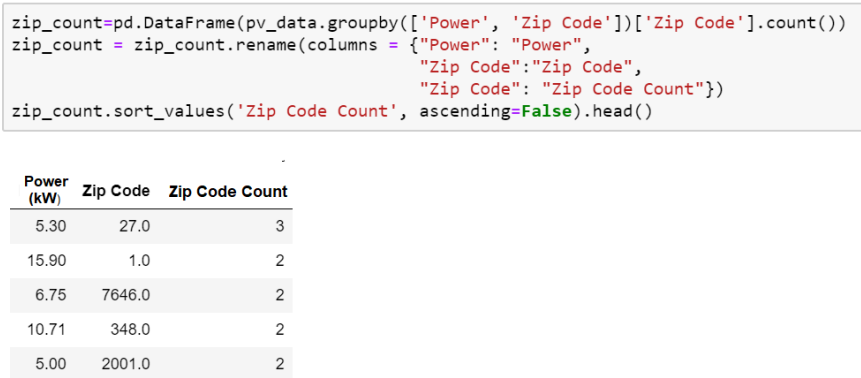 zip_count=pd.DataFrame(pv_data.groupby(['Power', 'Zip Code'])['Zip Code'].count())
zip_count = zip_count.rename(columns = {"Power": "Power",
"Zip Code":"Zip Code",
"Zip Code": "Zip Code Count"})
zip_count.sort_values('Zip Code Count', ascending=False).head()
Power (kW) Zip Code Zip Code Count
5.30 27.0 3
15.90 1.0 2
6.75 7646.0 2
10.71 348.0 2
5.00 2001.0 2